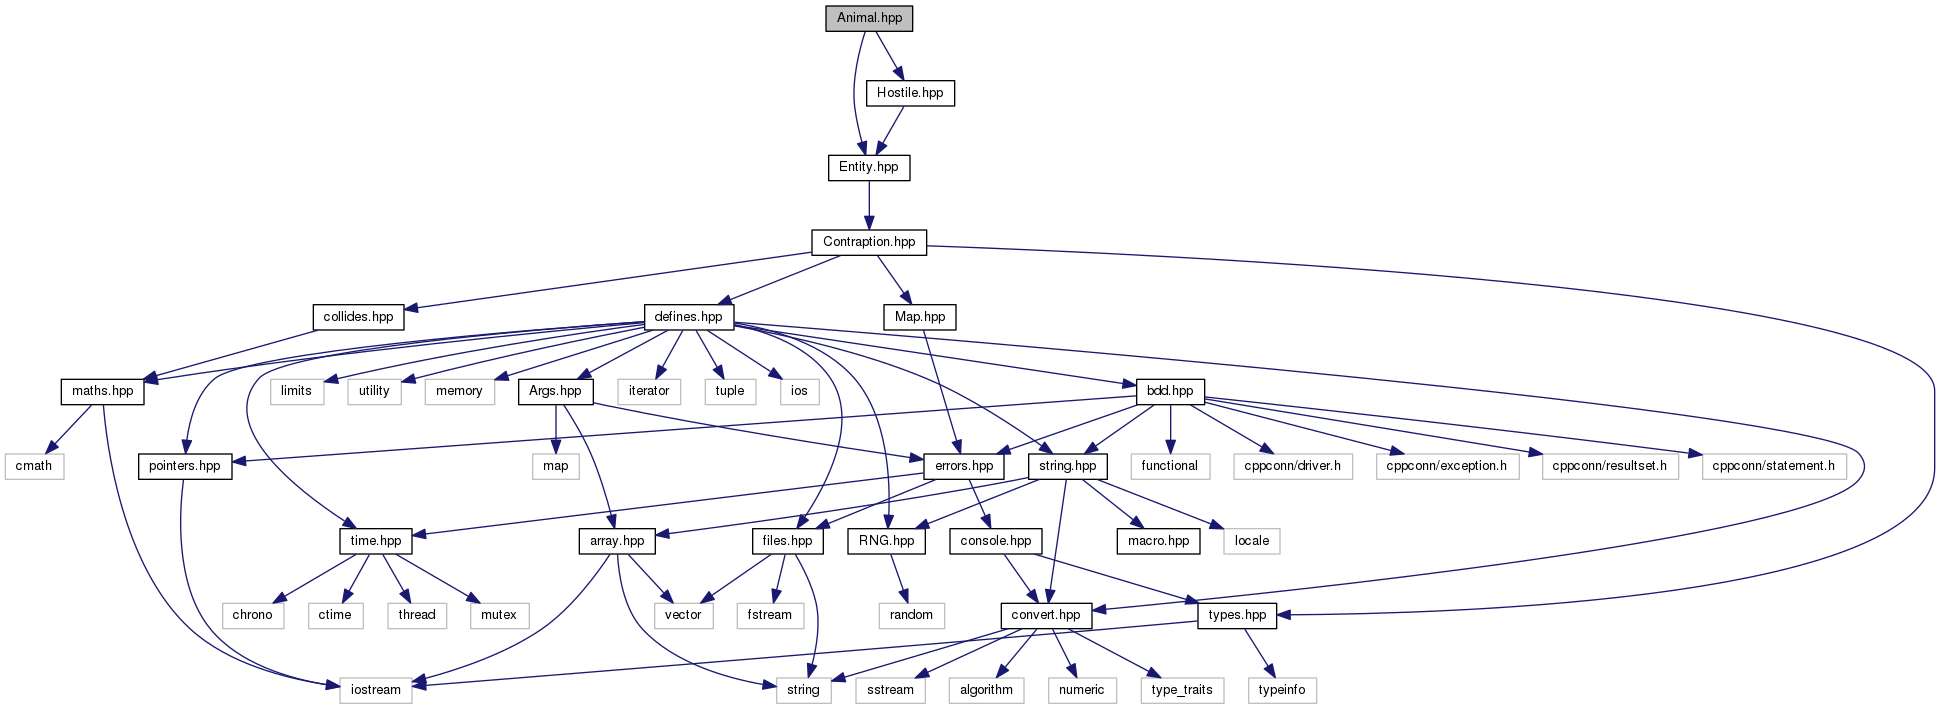 Animal.hpp
Hostile.hpp
Entity.hpp
Contraption.hpp
collides.hpp
defines.hpp
Map.hpp
maths.hpp
limits
utility
memory
Args.hpp
iterator
tuple
ios
bdd.hpp
cmath
pointers.hpp
map
errors.hpp
string.hpp
functional
cppconn/driver.h
cppconn/exception.h
cppconn/resultset.h
cppconn/statement.h
time.hpp
array.hpp
files.hpp
RNG.hpp
console.hpp
macro.hpp
locale
chrono
ctime
thread
mutex
vector
fstream
random
convert.hpp
types.hpp
iostream
string
sstream
algorithm
numeric
type_traits
typeinfo